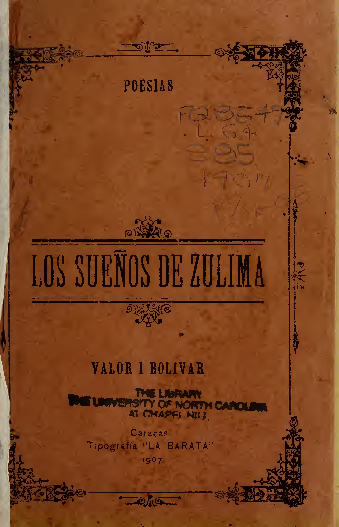 POESIAS
LOS SUEÑOS DE ZULIMA
VALOR I BOLIVAR
THE LIBRARY
THE UNIVERSITY OF NORTH CAROLINA
AT CHAPEL HILL
Caracas
Tipografía "LA BARATA"
1907